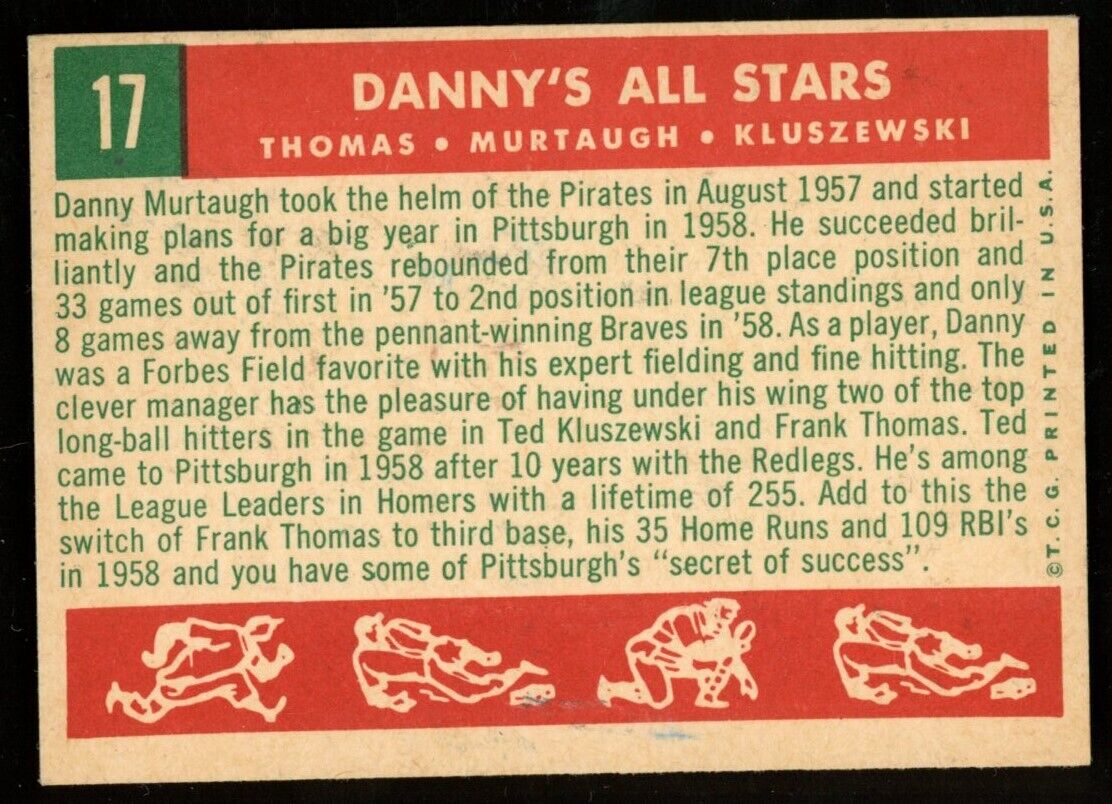 17
DANNY'S ALL STARS
THOMAS • MURTAUGH • KLUSZEWSKI
Danny Murtaugh took the helm of the Pirates in August 1957 and started
making plans for a big year in Pittsburgh in 1958. He succeeded bril-
liantly and the Pirates rebounded from their 7th place position and
33 games out of first in '57 to 2nd position in league standings and only
8 games away from the pennant-winning Braves in '58. As a player, Danny
was a Forbes Field favorite with his expert fielding and fine hitting. The
clever manager has the pleasure of having under his wing two of the top
long-ball hitters in the game in Ted Kluszewski and Frank Thomas. Ted
came to Pittsburgh in 1958 after 10 years with the Redlegs. He's among
the League Leaders in Homers with a lifetime of 255. Add to this the
switch of Frank Thomas to third base, his 35 Home Runs and 109 RBI's
in 1958 and you have some of Pittsburgh's "secret of success".
©T. C. G. PRINTED IN U.S.A.